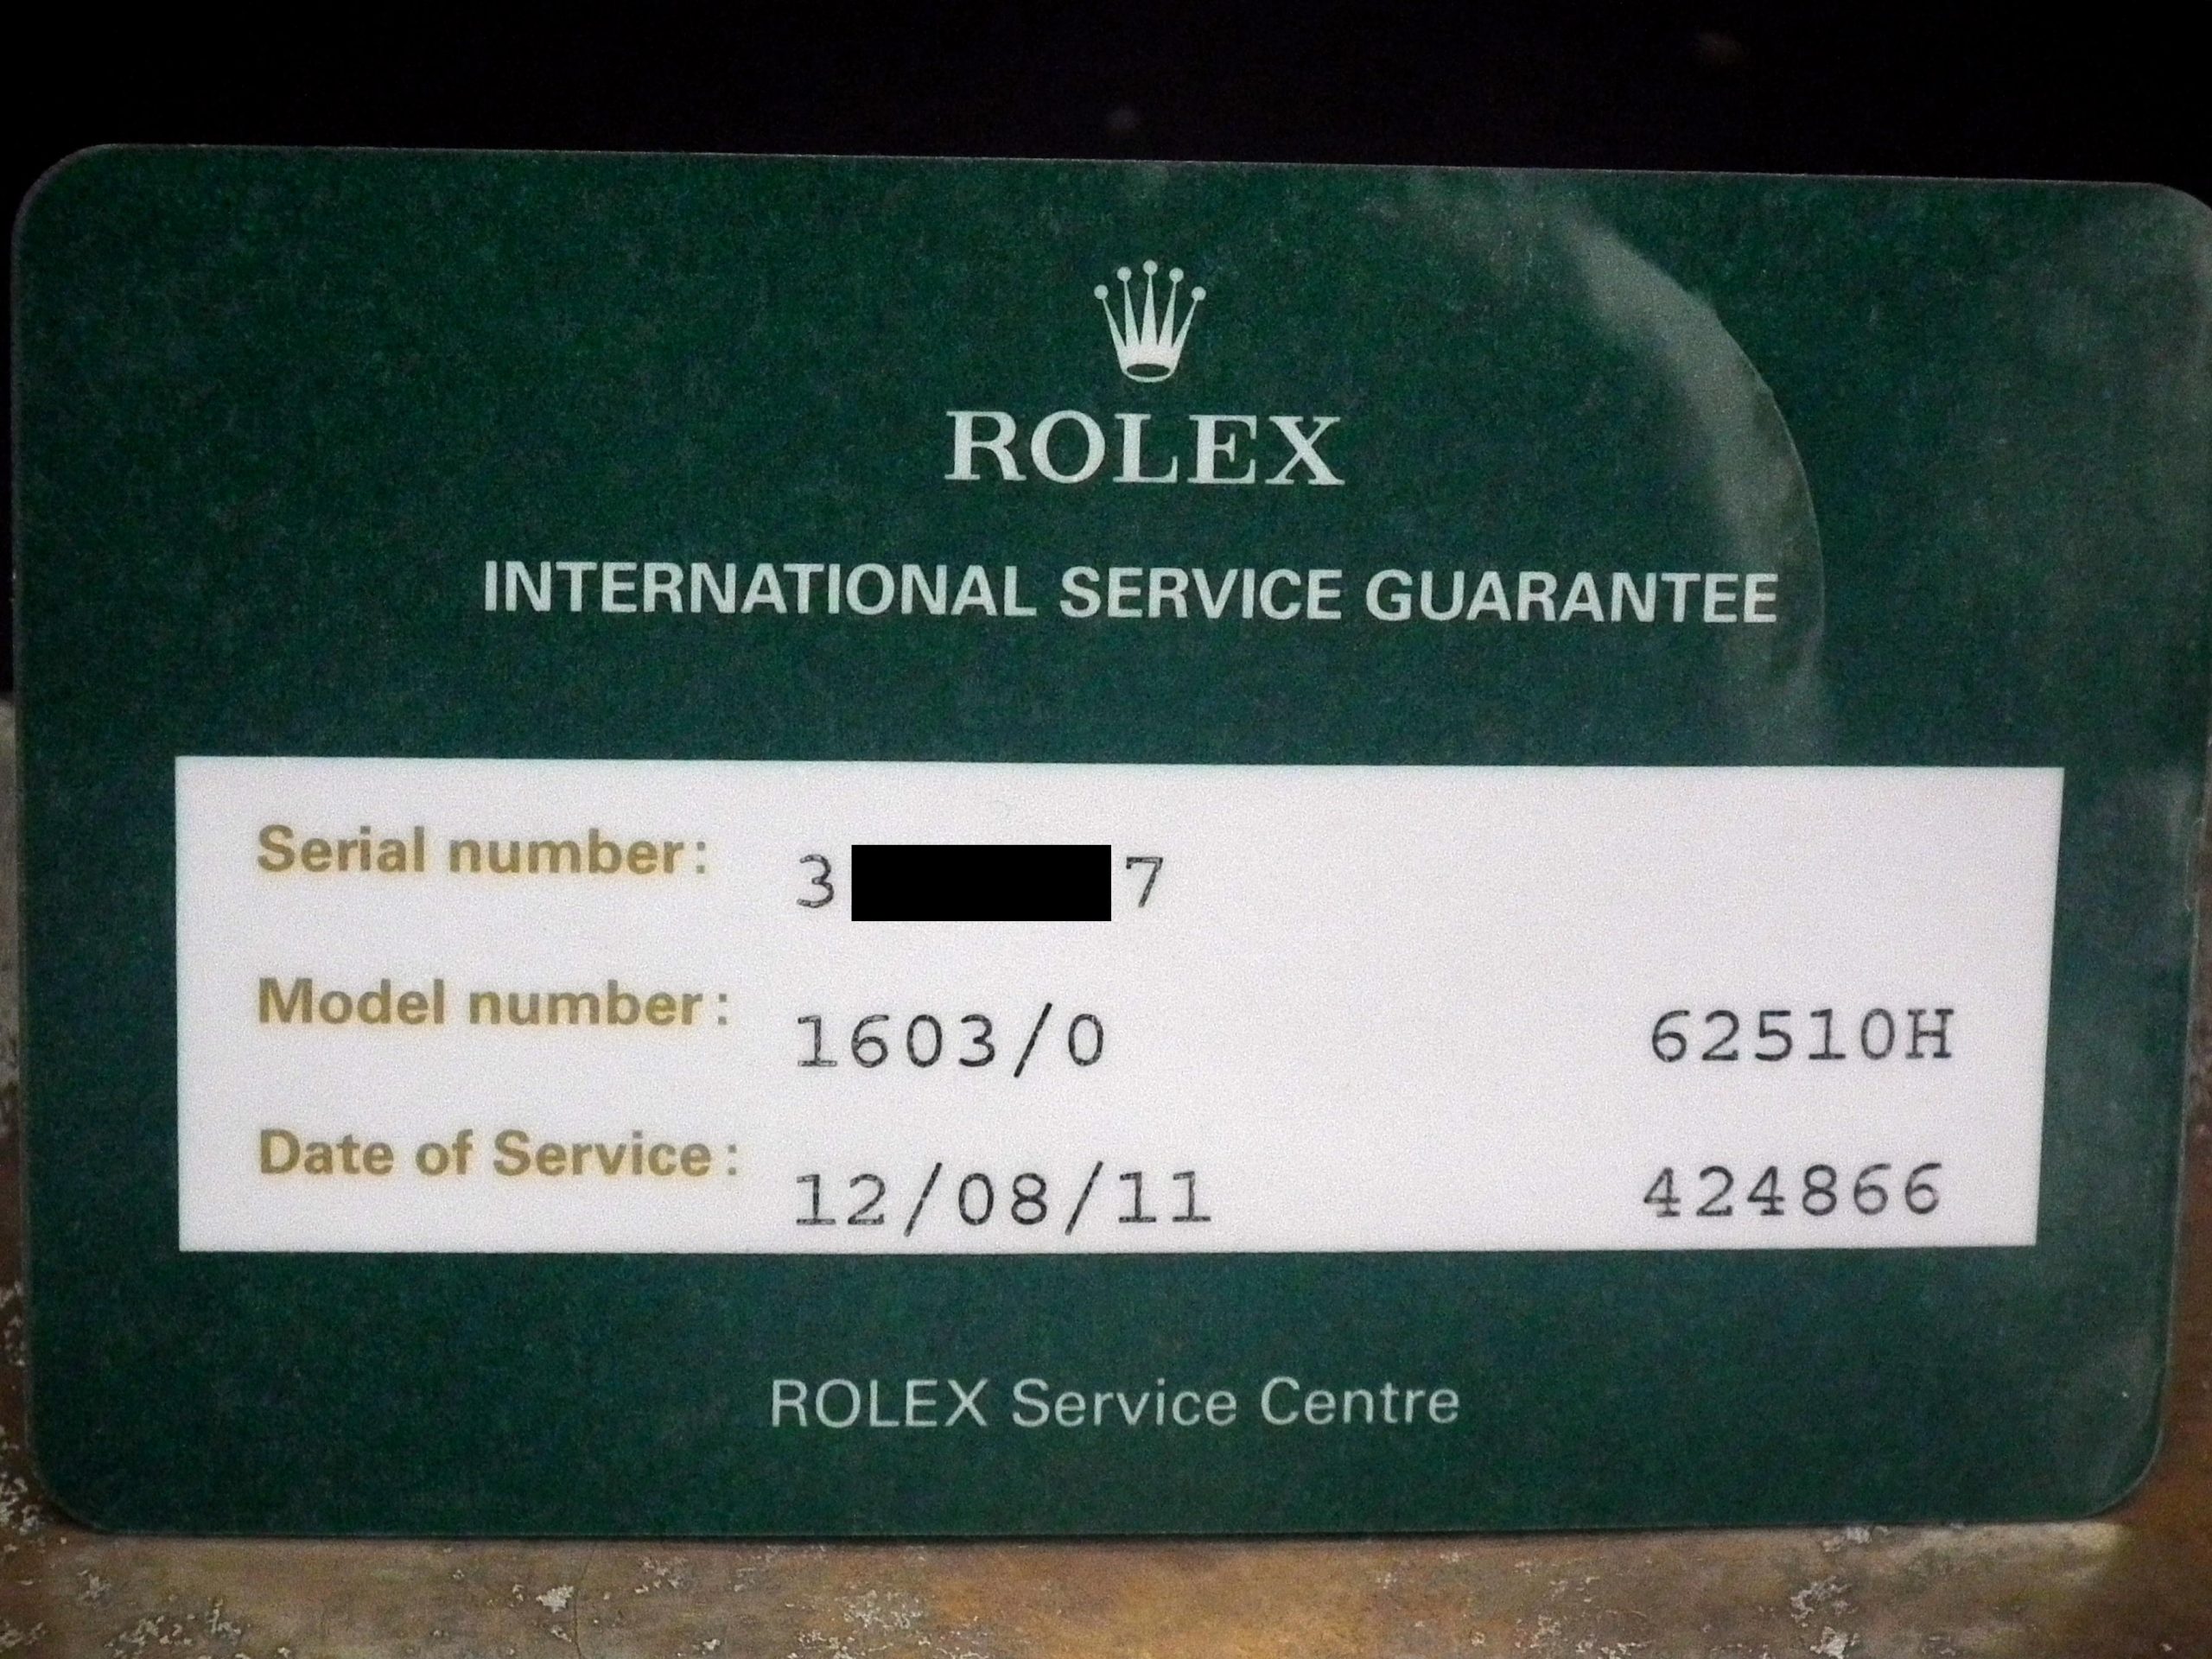 ROLEX
INTERNATIONAL SERVICE GUARANTEE
Serial number: 3 7
Model number: 1603/0 62510H
Date of Service: 12/08/11 424866
ROLEX Service Centre